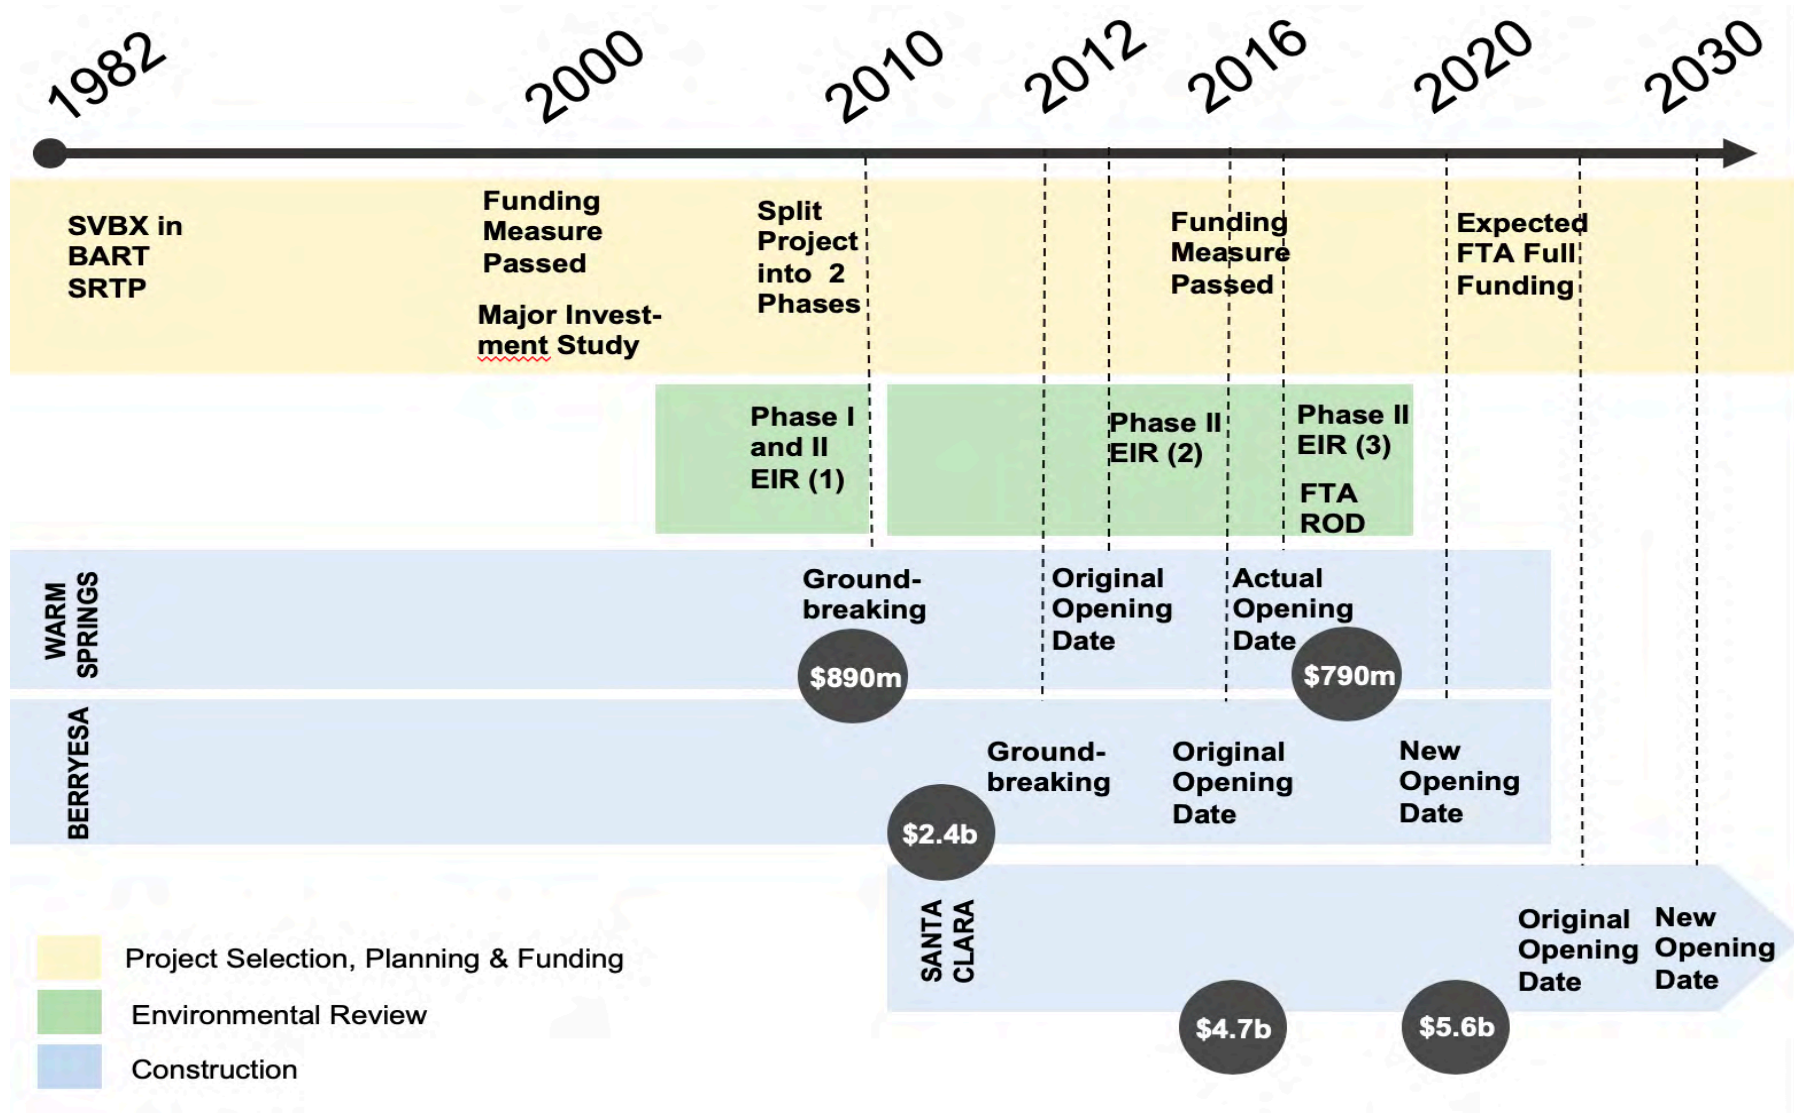 1982
2000
2010
2012
2016
2020
2030
SVBX in
BART
SRTP
Funding
Measure
Passed
Major Invest-
ment Study
Split
Project
into 2
Phases
Funding
Measure
Passed
Expected
FTA Full
Funding
Phase I
and II
EIR (1)
Phase II
EIR (2)
Phase II
EIR (3)
FTA
ROD
WARM
SPRINGS
Ground-
breaking
$890m
Original
Opening
Date
Actual
Opening
Date
$790m
BERRYESA
$2.4b
Ground-
breaking
Original
Opening
Date
New
Opening
Date
SANTA
CLARA
$4.7b
$5.6b
Original
Opening
Date
New
Opening
Date
Project Selection, Planning & Funding
Environmental Review
Construction